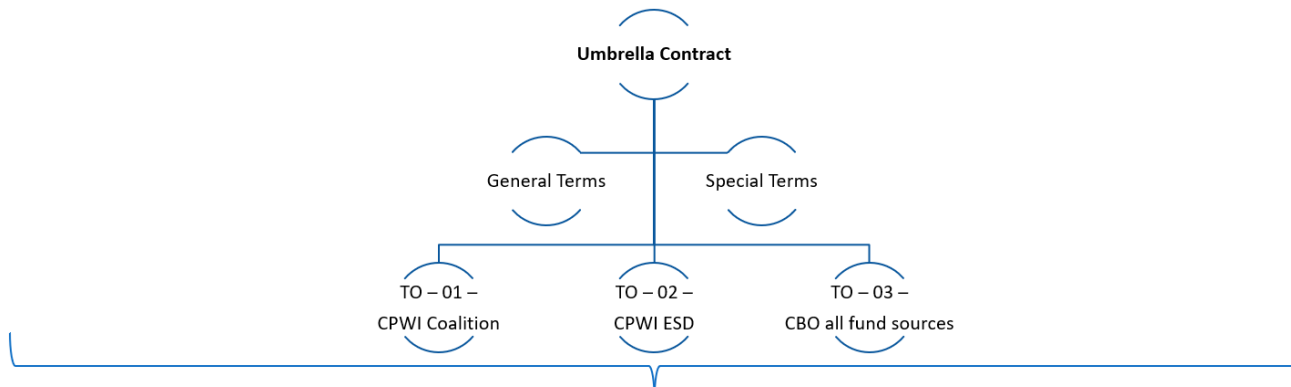 Umbrella Contract
General Terms
Special Terms
TO – 01 –
CPWI Coalition
TO – 02 –
CPWI ESD
TO – 03 –
CBO all fund sources